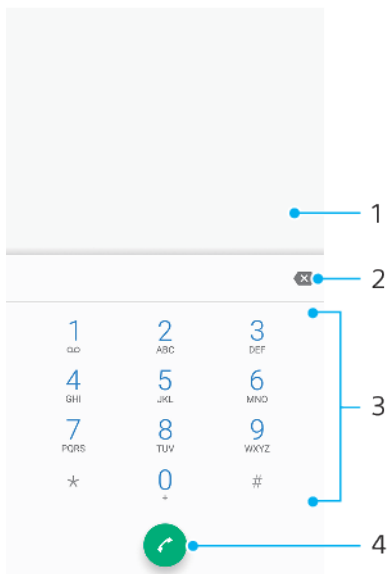 1
2
1 2 3
ABC DEF
4 5 6
GHI JKL MNO
3
7 8 9
PQRS TUV WXYZ
* 0 #
+
4